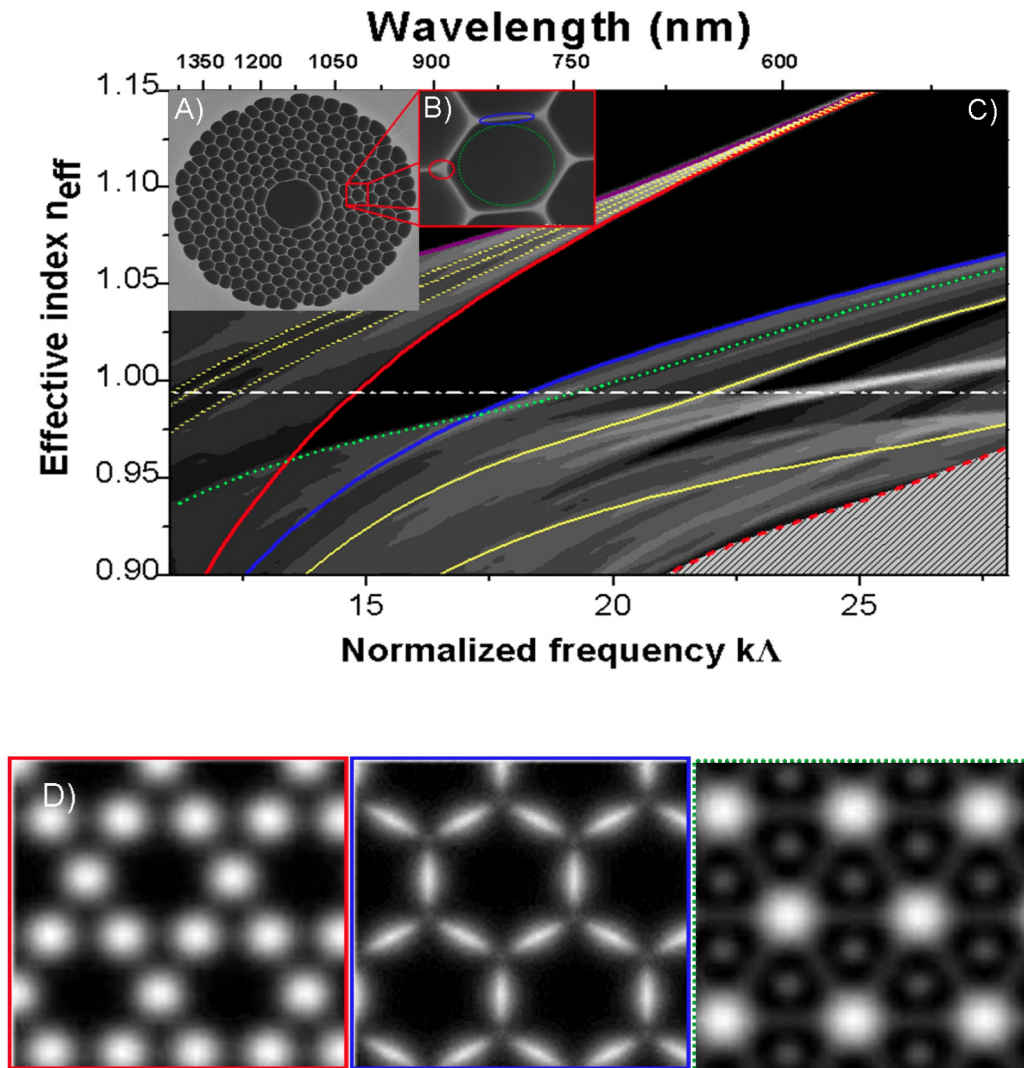 Wavelength (nm)
1350 1200 1050 900 750 600
A) B) C)
1.15
1.10
1.05
1.00
0.95
0.90
Effective index neff
15 20 25
Normalized frequency kΛ
D)